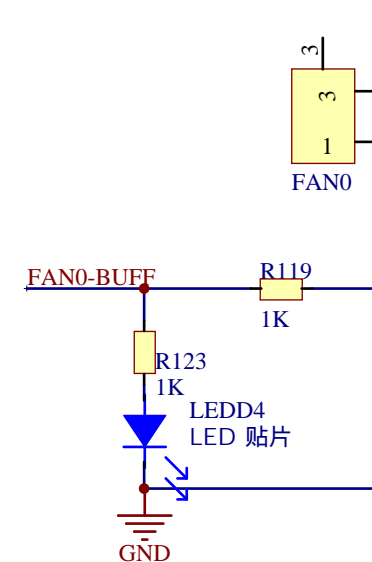 3
3
1
FAN0
FAN0-BUFF
R119
1K
R123
1K
LEDD4
LED 贴片
GND